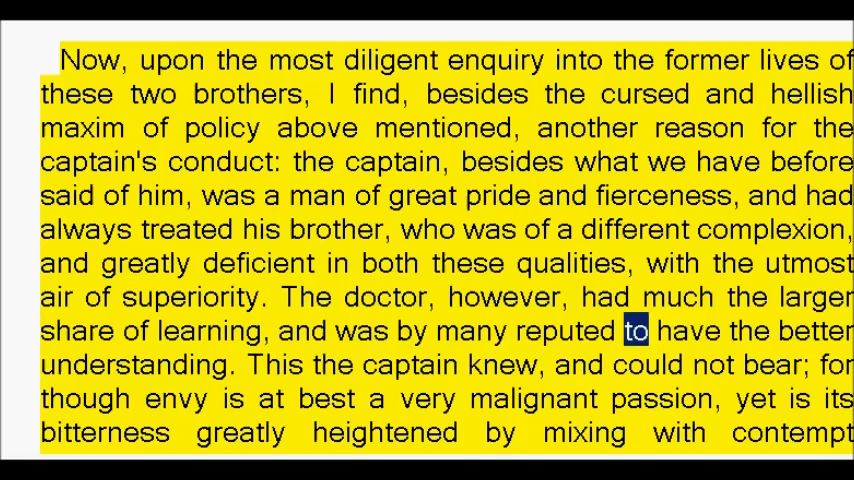 Now, upon the most diligent enquiry into the former lives of
these two brothers, I find, besides the cursed and hellish
maxim of policy above mentioned, another reason for the
captain's conduct: the captain, besides what we have before
said of him, was a man of great pride and fierceness, and had
always treated his brother, who was of a different complexion,
and greatly deficient in both these qualities, with the utmost
air of superiority. The doctor, however, had much the larger
share of learning, and was by many reputed to have the better
understanding. This the captain knew, and could not bear; for
though envy is at best a very malignant passion, yet is its
bitterness greatly heightened by mixing with contempt